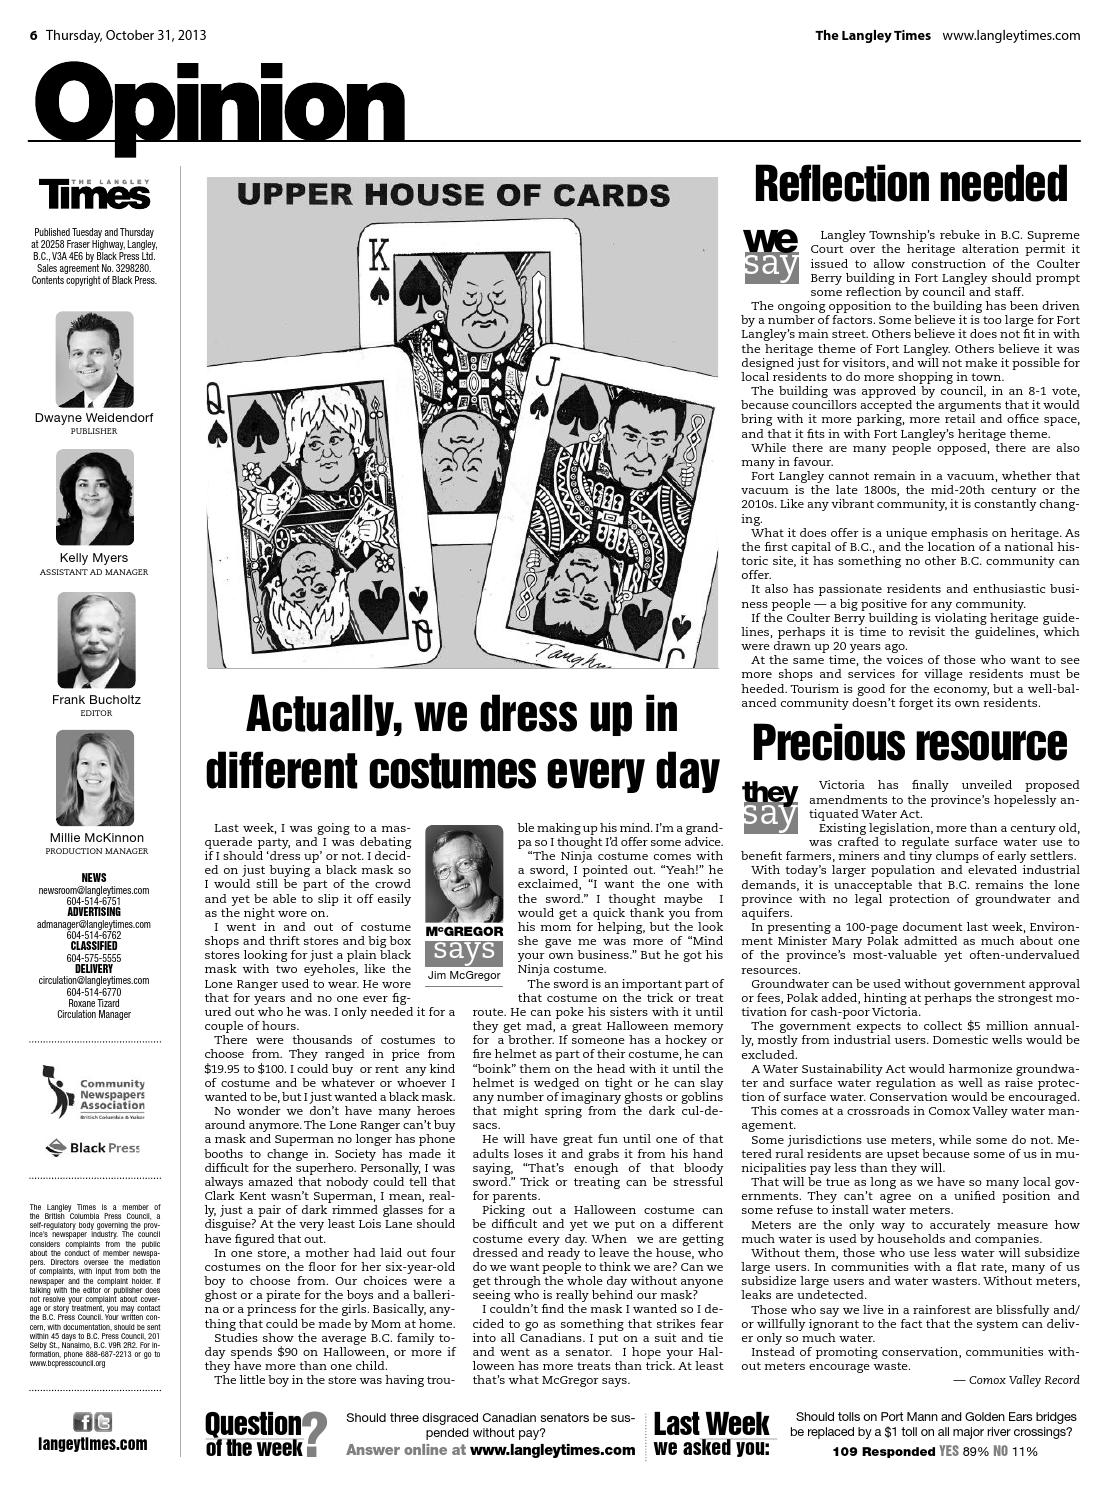 6 Thursday, October 31, 2013
The Langley Times www.langleytimes.com
Opinion
THE LANGLEY
Times
Published Tuesday and Thursday
at 20258 Fraser Highway, Langley,
B.C., V3A 4E6 by Black Press Ltd.
Sales agreement No. 3298280.
Contents copyright of Black Press.
Dwayne Weidendorf
PUBLISHER
Kelly Myers
ASSISTANT AD MANAGER
Frank Bucholtz
EDITOR
Millie McKinnon
PRODUCTION MANAGER
NEWS
newsroom@langleytimes.com
604-514-6751
ADVERTISING
admanager@langleytimes.com
604-514-6762
CLASSIFIED
604-575-5555
DELIVERY
circulation@langleytimes.com
604-514-6770
Roxane Tizard
Circulation Manager
Community
Newspapers
Association
British Columbia & Yukon
Black Press
The Langley Times is a member of
the British Columbia Press Council, a
self-regulatory body governing the prov-
ince's newspaper industry. The council
considers complaints from the public
about the conduct of member newspa-
pers. Directors oversee the mediation
of complaints, with input from both the
newspaper and the complaint holder. If
talking with the editor or publisher does
not resolve your complaint about cover-
age or story treatment, you may contact
the B.C. Press Council. Your written con-
cern, with documentation, should be sent
within 45 days to B.C. Press Council, 201
Selby St., Nanaimo, B.C. V9R 2R2. For in-
formation, phone 888-687-2213 or go to
www.bcpresscouncil.org
f t
langeytimes.com
UPPER HOUSE OF CARDS
K
Q
J
Q
J
Actually, we dress up in
different costumes every day
Last week, I was going to a mas-
querade party, and I was debating
if I should 'dress up' or not. I decid-
ed on just buying a black mask so
I would still be part of the crowd
and yet be able to slip it off easily
as the night wore on.
I went in and out of costume
shops and thrift stores and big box
stores looking for just a plain black
mask with two eyeholes, like the
Lone Ranger used to wear. He wore
that for years and no one ever fig-
ured out who he was. I only needed it for a
couple of hours.
There were thousands of costumes to
choose from. They ranged in price from
$19.95 to $100. I could buy or rent any kind
of costume and be whatever or whoever I
wanted to be, but I just wanted a black mask.
No wonder we don't have many heroes
around anymore. The Lone Ranger can't buy
a mask and Superman no longer has phone
booths to change in. Society has made it
difficult for the superhero. Personally, I was
always amazed that nobody could tell that
Clark Kent wasn't Superman, I mean, real-
ly, just a pair of dark rimmed glasses for a
disguise? At the very least Lois Lane should
have figured that out.
In one store, a mother had laid out four
costumes on the floor for her six-year-old
boy to choose from. Our choices were a
ghost or a pirate for the boys and a balleri-
na or a princess for the girls. Basically, any-
thing that could be made by Mom at home.
Studies show the average B.C. family to-
day spends $90 on Halloween, or more if
they have more than one child.
The little boy in the store was having trou-
McGREGOR
says
Jim McGregor
ble making up his mind. I'm a grand-
pa so I thought I'd offer some advice.
"The Ninja costume comes with
a sword, I pointed out. "Yeah!" he
exclaimed, "I want the one with
the sword." I thought maybe I
would get a quick thank you from
his mom for helping, but the look
she gave me was more of "Mind
your own business." But he got his
Ninja costume.
The sword is an important part of
that costume on the trick or treat
route. He can poke his sisters with it until
they get mad, a great Halloween memory
for a brother. If someone has a hockey or
fire helmet as part of their costume, he can
"boink" them on the head with it until the
helmet is wedged on tight or he can slay
any number of imaginary ghosts or goblins
that might spring from the dark cul-de-
sacs.
He will have great fun until one of that
adults loses it and grabs it from his hand
saying, "That's enough of that bloody
sword." Trick or treating can be stressful
for parents.
Picking out a Halloween costume can
be difficult and yet we put on a different
costume every day. When we are getting
dressed and ready to leave the house, who
do we want people to think we are? Can we
get through the whole day without anyone
seeing who is really behind our mask?
I couldn't find the mask I wanted so I de-
cided to go as something that strikes fear
into all Canadians. I put on a suit and tie
and went as a senator. I hope your Hal-
loween has more treats than trick. At least
that's what McGregor says.
Reflection needed
we
say
Langley Township's rebuke in B.C. Supreme
Court over the heritage alteration permit it
issued to allow construction of the Coulter
Berry building in Fort Langley should prompt
some reflection by council and staff.
The ongoing opposition to the building has been driven
by a number of factors. Some believe it is too large for Fort
Langley's main street. Others believe it does not fit in with
the heritage theme of Fort Langley. Others believe it was
designed just for visitors, and will not make it possible for
local residents to do more shopping in town.
The building was approved by council, in an 8-1 vote,
because councillors accepted the arguments that it would
bring with it more parking, more retail and office space,
and that it fits in with Fort Langley's heritage theme.
While there are many people opposed, there are also
many in favour.
Fort Langley cannot remain in a vacuum, whether that
vacuum is the late 1800s, the mid-20th century or the
2010s. Like any vibrant community, it is constantly chang-
ing.
What it does offer is a unique emphasis on heritage. As
the first capital of B.C., and the location of a national his-
toric site, it has something no other B.C. community can
offer.
It also has passionate residents and enthusiastic busi-
ness people — a big positive for any community.
If the Coulter Berry building is violating heritage guide-
lines, perhaps it is time to revisit the guidelines, which
were drawn up 20 years ago.
At the same time, the voices of those who want to see
more shops and services for village residents must be
heeded. Tourism is good for the economy, but a well-bal-
anced community doesn't forget its own residents.
Precious resource
they
say
Victoria has finally unveiled proposed
amendments to the province's hopelessly an-
tiquated Water Act.
Existing legislation, more than a century old,
was crafted to regulate surface water use to
benefit farmers, miners and tiny clumps of early settlers.
With today's larger population and elevated industrial
demands, it is unacceptable that B.C. remains the lone
province with no legal protection of groundwater and
aquifers.
In presenting a 100-page document last week, Environ-
ment Minister Mary Polak admitted as much about one
of the province's most-valuable yet often-undervalued
resources.
Groundwater can be used without government approval
or fees, Polak added, hinting at perhaps the strongest mo-
tivation for cash-poor Victoria.
The government expects to collect $5 million annual-
ly, mostly from industrial users. Domestic wells would be
excluded.
A Water Sustainability Act would harmonize groundwa-
ter and surface water regulation as well as raise protec-
tion of surface water. Conservation would be encouraged.
This comes at a crossroads in Comox Valley water man-
agement.
Some jurisdictions use meters, while some do not. Me-
tered rural residents are upset because some of us in mu-
nicipalities pay less than they will.
That will be true as long as we have so many local gov-
ernments. They can't agree on a unified position and
some refuse to install water meters.
Meters are the only way to accurately measure how
much water is used by households and companies.
Without them, those who use less water will subsidize
large users. In communities with a flat rate, many of us
subsidize large users and water wasters. Without meters,
leaks are undetected.
Those who say we live in a rainforest are blissfully and/
or willfully ignorant to the fact that the system can deliv-
er only so much water.
Instead of promoting conservation, communities with-
out meters encourage waste.
— Comox Valley Record
Question
of the week ?
Should three disgraced Canadian senators be sus-
pended without pay?
Answer online at www.langleytimes.com
Last Week
we asked you:
Should tolls on Port Mann and Golden Ears bridges
be replaced by a $1 toll on all major river crossings?
109 Responded YES 89% NO 11%